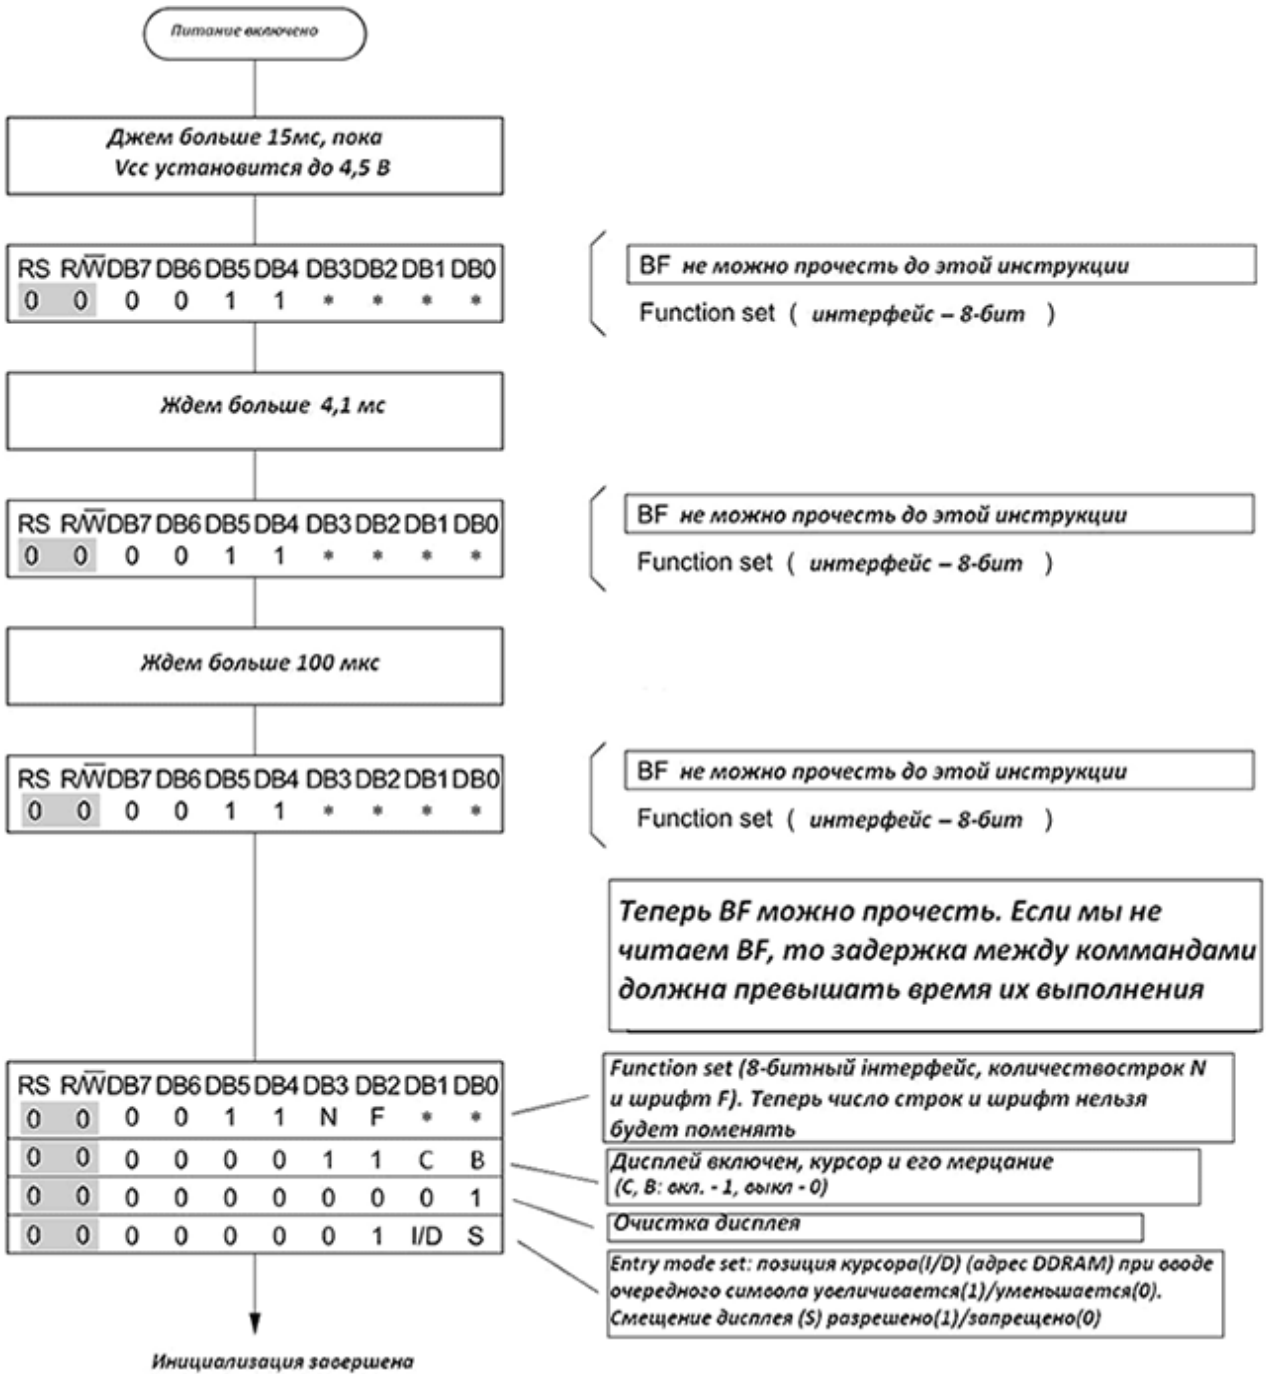 Питание включено
Джем больше 15мс, пока
Vcc установится до 4,5 В
RS R/W DB7 DB6 DB5 DB4 DB3 DB2 DB1 DB0
0 0 0 0 1 1 * * * *
BF не можно прочесть до этой инструкции
Function set ( интерфейс – 8-бит )
Ждем больше 4,1 мс
RS R/W DB7 DB6 DB5 DB4 DB3 DB2 DB1 DB0
0 0 0 0 1 1 * * * *
BF не можно прочесть до этой инструкции
Function set ( интерфейс – 8-бит )
Ждем больше 100 мкс
RS R/W DB7 DB6 DB5 DB4 DB3 DB2 DB1 DB0
0 0 0 0 1 1 * * * *
BF не можно прочесть до этой инструкции
Function set ( интерфейс – 8-бит )
Теперь BF можно прочесть. Если мы не
читаем BF, то задержка между коммандами
должна превышать время их выполнения
RS R/W DB7 DB6 DB5 DB4 DB3 DB2 DB1 DB0
0 0 0 0 1 1 N F * *
0 0 0 0 0 0 1 1 C B
0 0 0 0 0 0 0 0 0 1
0 0 0 0 0 0 0 1 I/D S
Function set (8-битный інтерфейс, количествострок N
и шрифт F). Теперь число строк и шрифт нельзя
будет поменять
Дисплей включен, курсор и его мерцание
(C, B: вкл. - 1, выкл - 0)
Очистка дисплея
Entry mode set: позиция курсора(I/D) (адрес DDRAM) при вводе
очередного символа увеличивается(1)/уменьшается(0).
Смещение дисплея (S) разрешено(1)/запрещено(0)
Инициализация завершена